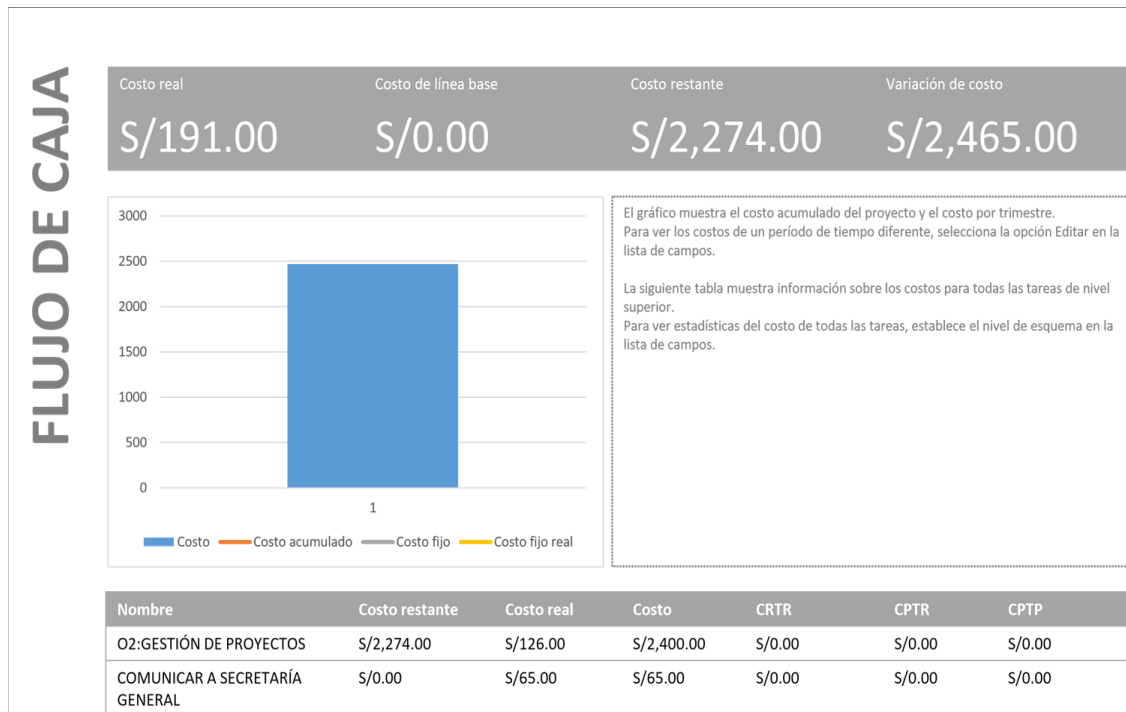 FLUJO DE CAJA
Costo real
Costo de línea base
Costo restante
Variación de costo
S/191.00
S/0.00
S/2,274.00
S/2,465.00
3000
2500
2000
1500
1000
500
0
1
Costo
Costo acumulado
Costo fijo
Costo fijo real
El gráfico muestra el costo acumulado del proyecto y el costo por trimestre.
Para ver los costos de un período de tiempo diferente, selecciona la opción Editar en la
lista de campos.
La siguiente tabla muestra información sobre los costos para todas las tareas de nivel
superior.
Para ver estadísticas del costo de todas las tareas, establece el nivel de esquema en la
lista de campos.
Nombre Costo restante Costo real Costo CRTR CPTR CPTP
O2:GESTIÓN DE PROYECTOS S/2,274.00 S/126.00 S/2,400.00 S/0.00 S/0.00 S/0.00
COMUNICAR A SECRETARÍA S/0.00 S/65.00 S/65.00 S/0.00 S/0.00 S/0.00
GENERAL